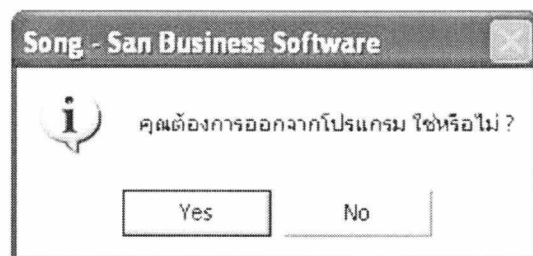 Song - San Business Software
คุณต้องการออกจากโปรแกรม ใช่หรือไม่ ?
Yes No